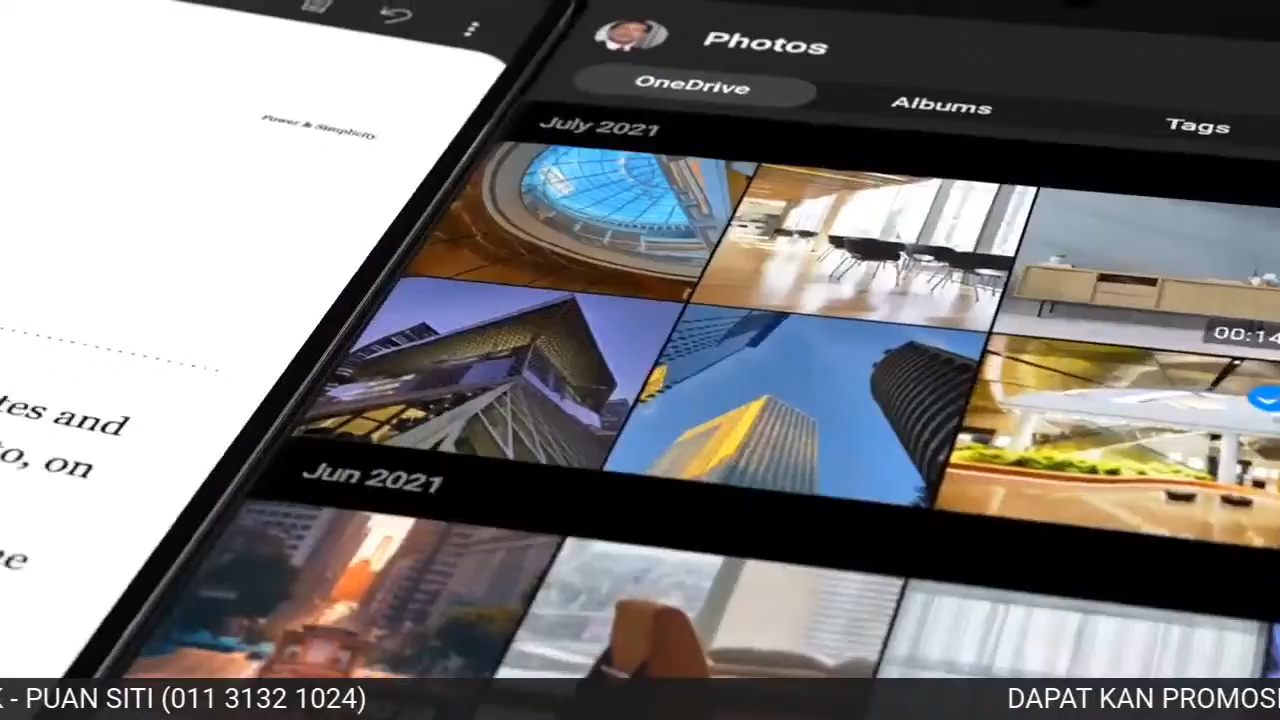 Power & Simplicity
tes and
to, on
Photos
OneDrive
Albums
Tags
July 2021
00:14
Jun 2021
K - PUAN SITI (011 3132 1024)
DAPAT KAN PROMOSI